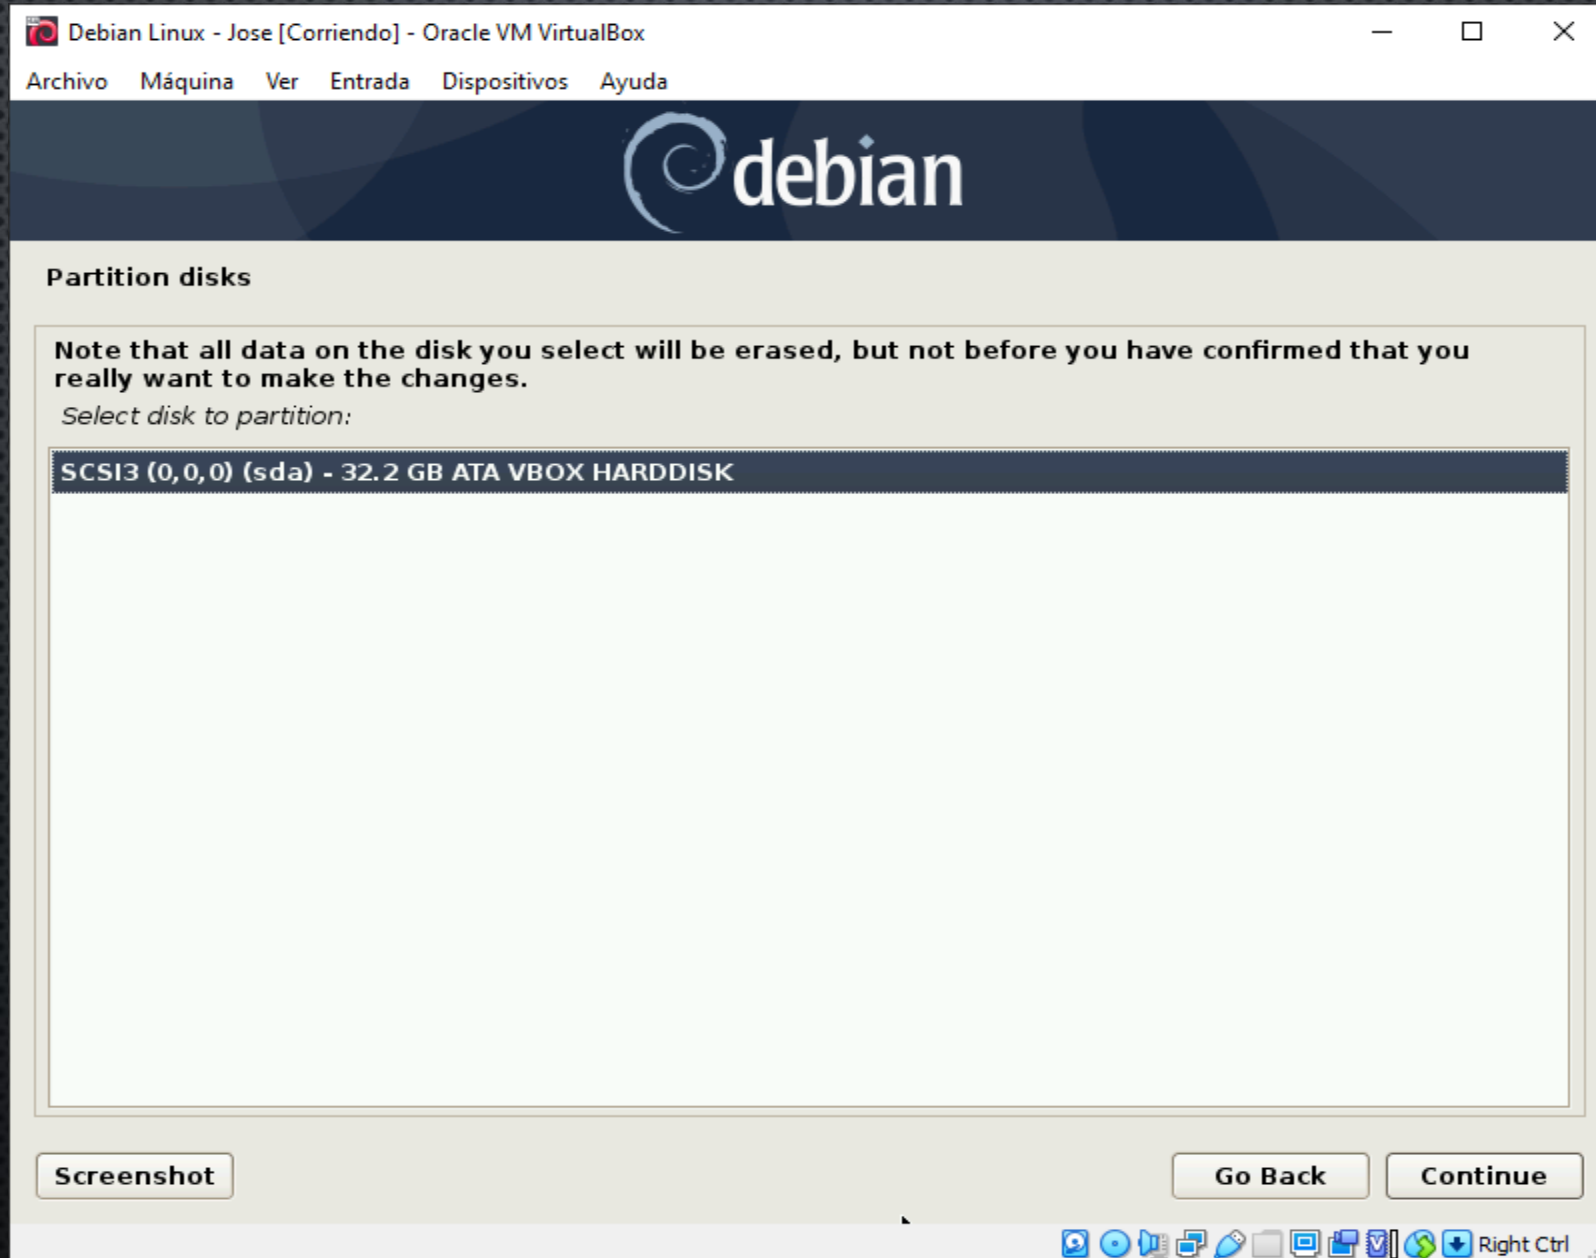 Debian Linux - Jose [Corriendo] - Oracle VM VirtualBox
Archivo Máquina Ver Entrada Dispositivos Ayuda
debian
Partition disks
Note that all data on the disk you select will be erased, but not before you have confirmed that you
really want to make the changes.
Select disk to partition:
SCSI3 (0,0,0) (sda) - 32.2 GB ATA VBOX HARDDISK
Screenshot Go Back Continue
Right Ctrl